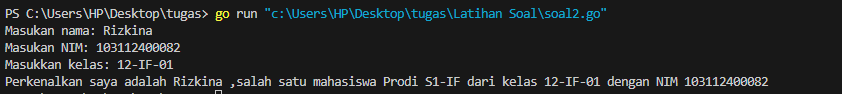 PS C:\Users\HP\Desktop\tugas> go run "c:\Users\HP\Desktop\tugas\Latihan Soal\soal2.go"
Masukan nama: Rizkina
Masukan NIM: 103112400082
Masukkan kelas: 12-IF-01
Perkenalkan saya adalah Rizkina ,salah satu mahasiswa Prodi S1-IF dari kelas 12-IF-01 dengan NIM 103112400082